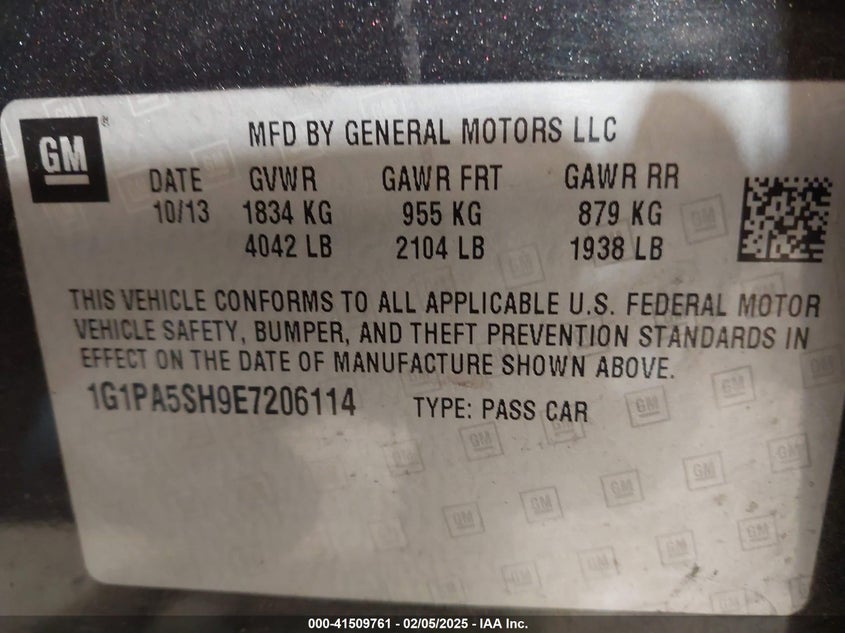 GM
MFD BY GENERAL MOTORS LLC
DATE GVWR GAWR FRT GAWR RR
10/13 1834 KG 955 KG 879 KG
4042 LB 2104 LB 1938 LB
THIS VEHICLE CONFORMS TO ALL APPLICABLE U.S. FEDERAL MOTOR
VEHICLE SAFETY, BUMPER, AND THEFT PREVENTION STANDARDS IN
EFFECT ON THE DATE OF MANUFACTURE SHOWN ABOVE.
1G1PA5SH9E7206114 TYPE: PASS CAR
000-41509761 - 02/05/2025 - IAA Inc.